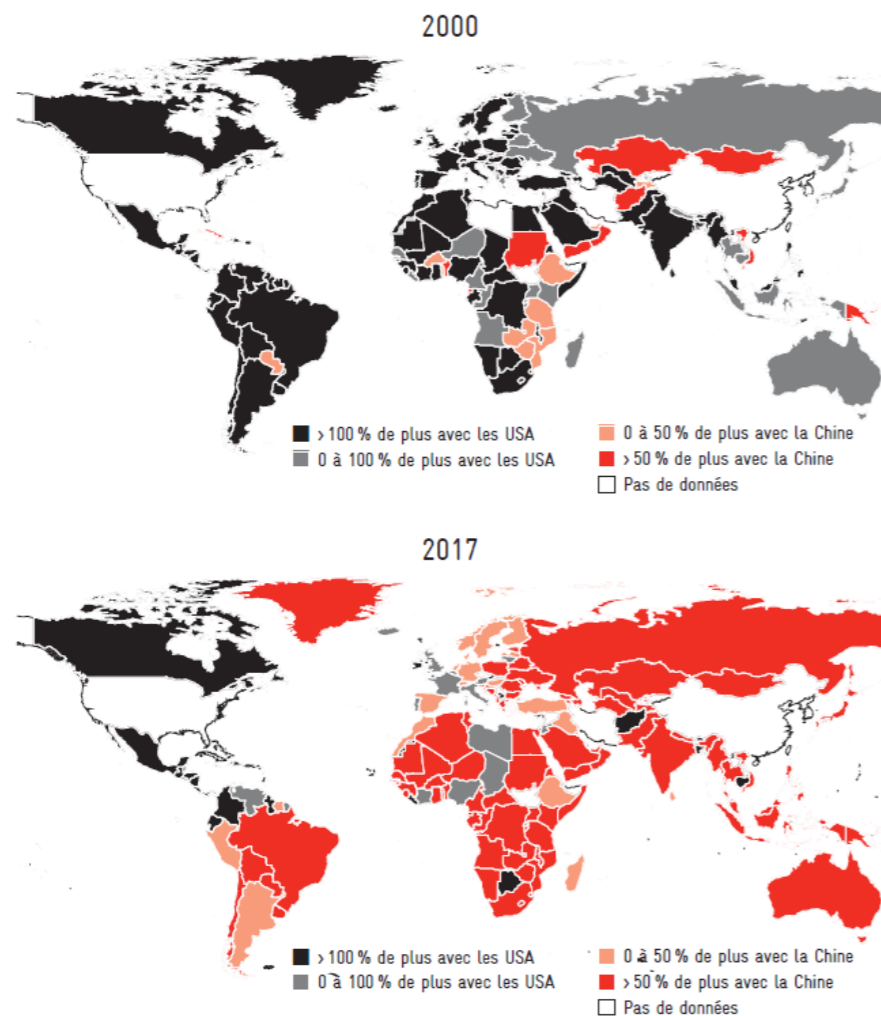 2000
> 100 % de plus avec les USA
0 à 100 % de plus avec les USA
0 à 50 % de plus avec la Chine
> 50 % de plus avec la Chine
Pas de données
2017
> 100 % de plus avec les USA
0 à 100 % de plus avec les USA
0 à 50 % de plus avec la Chine
> 50 % de plus avec la Chine
Pas de données